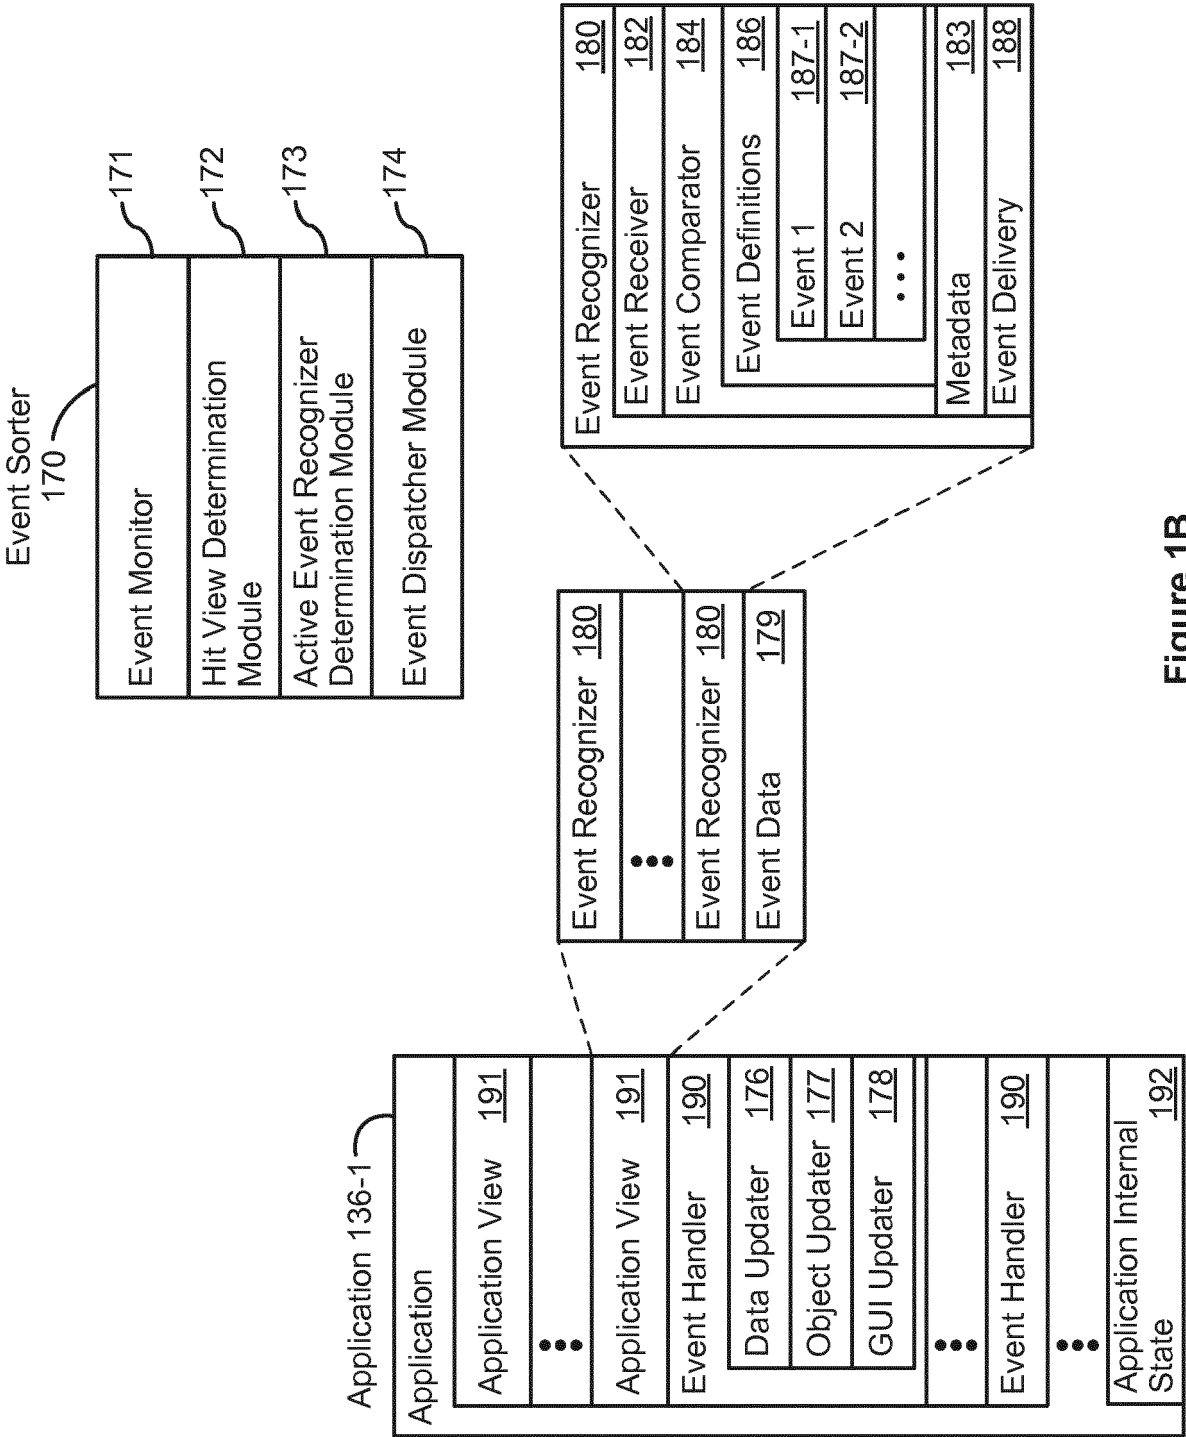 Event Sorter
170
Event Monitor
171
Hit View Determination
Module
172
Active Event Recognizer
Determination Module
173
Event Dispatcher Module
174
Application 136-1
Application
Application View 191
•••
Application View 191
Event Handler 190
Data Updater 176
Object Updater 177
GUI Updater 178
•••
Event Handler 190
•••
Application Internal
State 192
Event Recognizer 180
•••
Event Recognizer 180
Event Data 179
Event Recognizer 180
Event Receiver 182
Event Comparator 184
Event Definitions 186
Event 1 187-1
Event 2 187-2
•••
Metadata 183
Event Delivery 188
Figure 1B